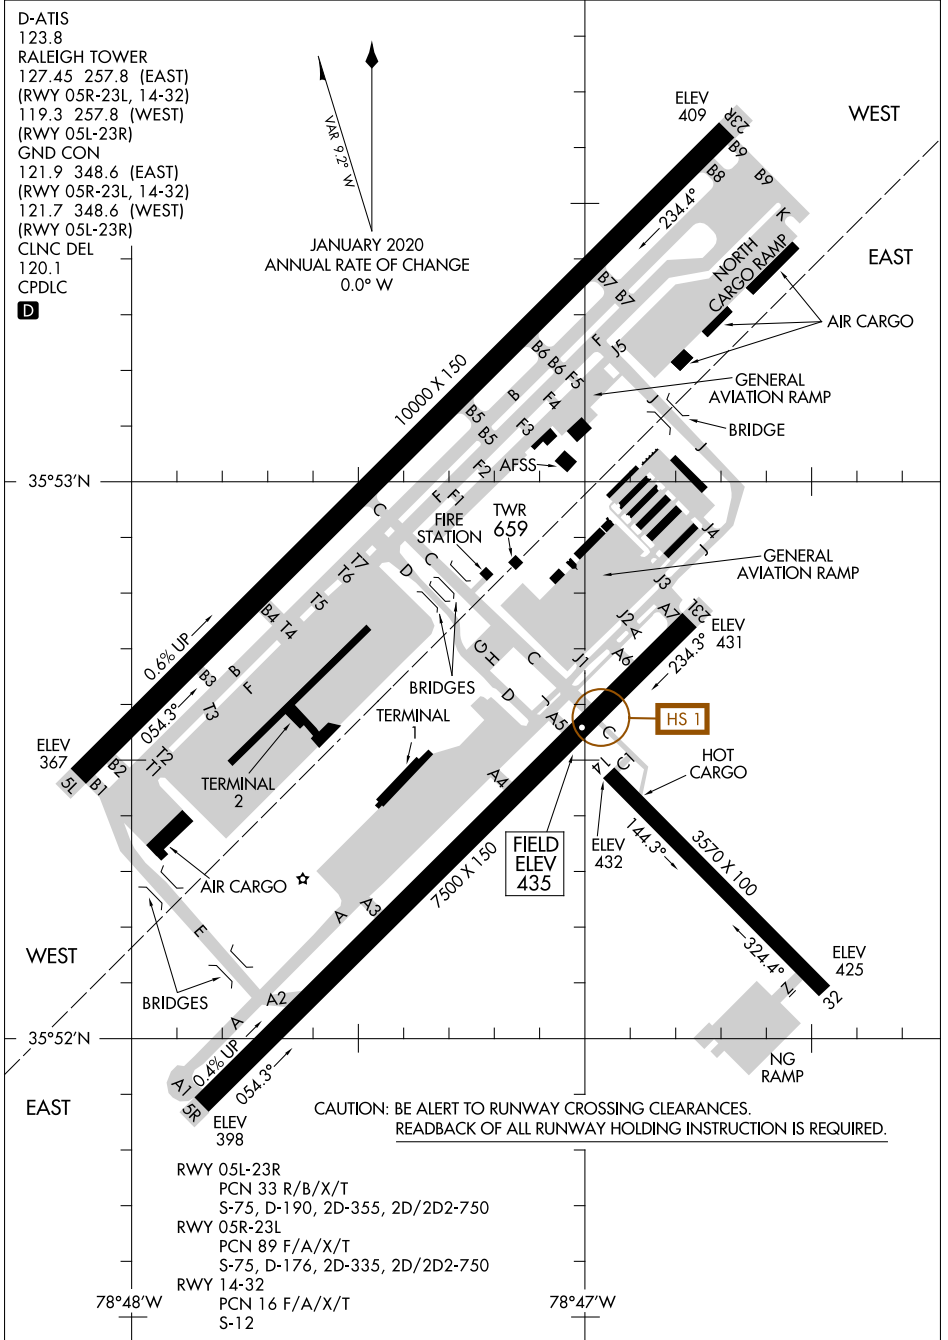 D-ATIS
123.8
RALEIGH TOWER
127.45 257.8 (EAST)
(RWY 05R-23L, 14-32)
119.3 257.8 (WEST)
(RWY 05L-23R)
GND CON
121.9 348.6 (EAST)
(RWY 05R-23L, 14-32)
121.7 348.6 (WEST)
(RWY 05L-23R)
CLNC DEL
120.1
CPDLC
D
VAR 9.2° W
JANUARY 2020
ANNUAL RATE OF CHANGE
0.0° W
ELEV
409
23R
WEST
EAST
B9
B9
B8
K
234.4°
NORTH
CARGO RAMP
AIR CARGO
B7
B7
F
J5
B6
B6
F5
B
F4
F3
GENERAL
AVIATION RAMP
J
BRIDGE
J
10000 X 150
B5
B5
F2
AFSS
35°53'N
F
F1
C
FIRE
STATION
TWR
659
J4
J
J3
GENERAL
AVIATION RAMP
T7
T6
D
C
T5
B4
T4
BRIDGES
G
H
C
J1
J2
A
A7
A6
23L
ELEV
431
234.3°
0.6% UP
B
F
B3
T3
054.3°
D
J
A5
HS 1
C
C1
HOT
CARGO
TERMINAL
1
ELEV
367
5L
B1
B2
T2
T1
TERMINAL
2
A4
14
ELEV
432
FIELD
ELEV
435
7500 X 150
144.3°
3570 X 100
AIR CARGO
A
A3
E
WEST
BRIDGES
A2
324.4°
ELEV
425
32
Z
35°52'N
A
0.4% UP
054.3°
A1
5R
ELEV
398
NG
RAMP
EAST
CAUTION: BE ALERT TO RUNWAY CROSSING CLEARANCES.
READBACK OF ALL RUNWAY HOLDING INSTRUCTION IS REQUIRED.
RWY 05L-23R
PCN 33 R/B/X/T
S-75, D-190, 2D-355, 2D/2D2-750
RWY 05R-23L
PCN 89 F/A/X/T
S-75, D-176, 2D-335, 2D/2D2-750
RWY 14-32
PCN 16 F/A/X/T
S-12
78°48'W
78°47'W